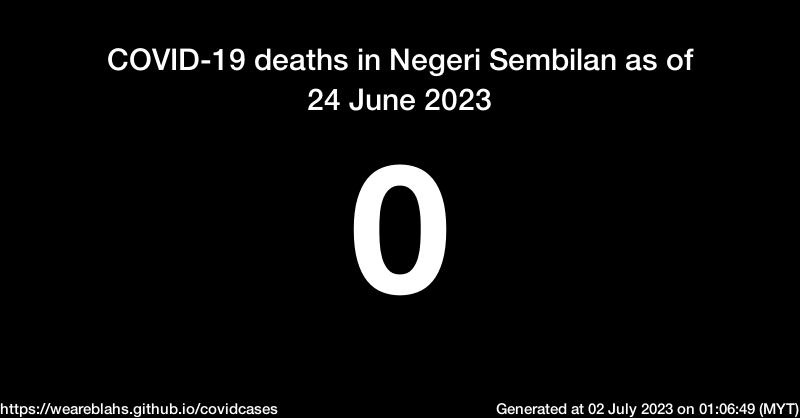 COVID-19 deaths in Negeri Sembilan as of
24 June 2023
0
https://weareblahs.github.io/covidcases
Generated at 02 July 2023 on 01:06:49 (MYT)